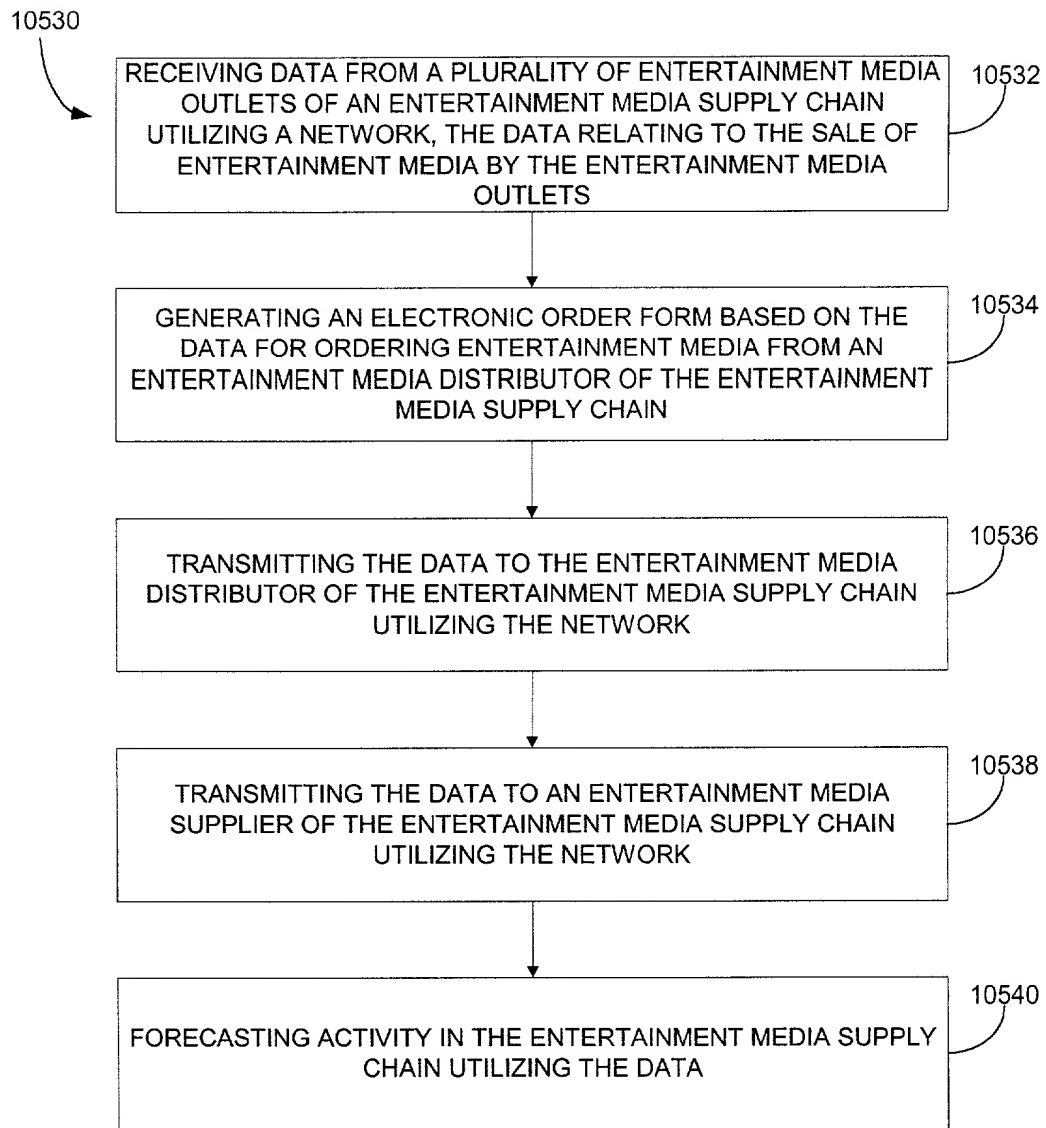 10530
RECEIVING DATA FROM A PLURALITY OF ENTERTAINMENT MEDIA
OUTLETS OF AN ENTERTAINMENT MEDIA SUPPLY CHAIN
UTILIZING A NETWORK, THE DATA RELATING TO THE SALE OF
ENTERTAINMENT MEDIA BY THE ENTERTAINMENT MEDIA
OUTLETS
10532
GENERATING AN ELECTRONIC ORDER FORM BASED ON THE
DATA FOR ORDERING ENTERTAINMENT MEDIA FROM AN
ENTERTAINMENT MEDIA DISTRIBUTOR OF THE ENTERTAINMENT
MEDIA SUPPLY CHAIN
10534
TRANSMITTING THE DATA TO THE ENTERTAINMENT MEDIA
DISTRIBUTOR OF THE ENTERTAINMENT MEDIA SUPPLY CHAIN
UTILIZING THE NETWORK
10536
TRANSMITTING THE DATA TO AN ENTERTAINMENT MEDIA
SUPPLIER OF THE ENTERTAINMENT MEDIA SUPPLY CHAIN
UTILIZING THE NETWORK
10538
FORECASTING ACTIVITY IN THE ENTERTAINMENT MEDIA SUPPLY
CHAIN UTILIZING THE DATA
10540